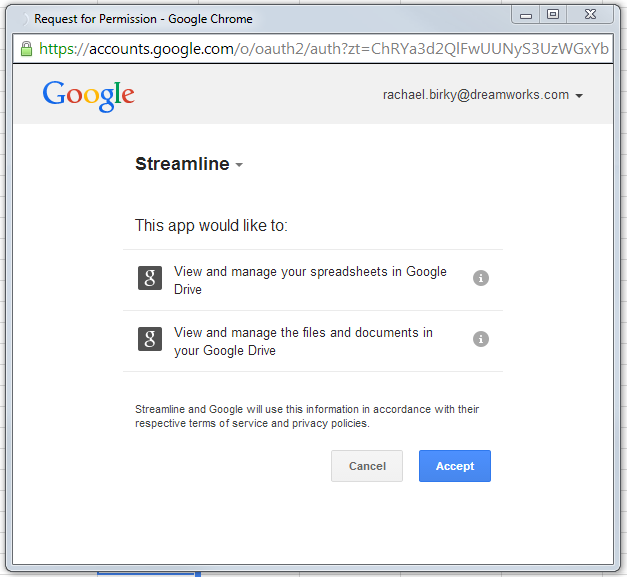 Request for Permission - Google Chrome
https://accounts.google.com/o/oauth2/auth?zt=ChRYa3d2QlFwUUNyS3UzWGxYb
Google
rachael.birky@dreamworks.com
Streamline
This app would like to:
g
View and manage your spreadsheets in Google
Drive
i
g
View and manage the files and documents in
your Google Drive
i
Streamline and Google will use this information in accordance with their
respective terms of service and privacy policies.
Cancel
Accept